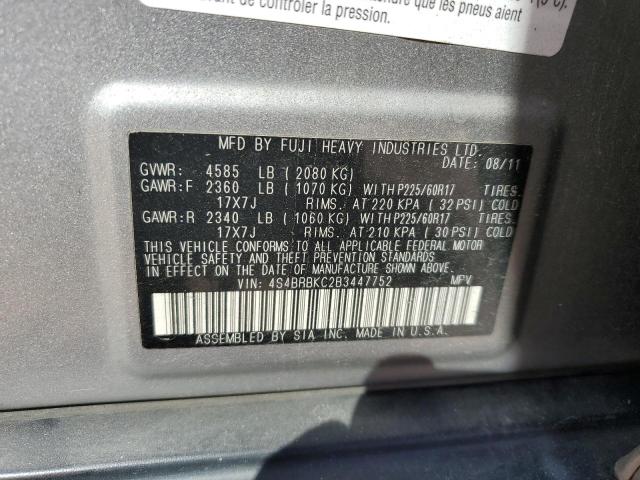 que les pneus aient
de contrôler la pression.
MFD BY FUJI HEAVY INDUSTRIES LTD.
DATE: 08/11
GVWR: 4585 LB (2080 KG)
GAWR:F 2360 LB (1070 KG) WITH P225/60R17 TIRES,
17X7J RIMS. AT 220 KPA (32 PSI) COLD
GAWR:R 2340 LB (1060 KG) WITH P225/60R17 TIRES,
17X7J RIMS. AT 210 KPA (30 PSI) COLD
THIS VEHICLE CONFORMS TO ALL APPLICABLE FEDERAL MOTOR
VEHICLE SAFETY AND THEFT PREVENTION STANDARDS
IN EFFECT ON THE DATE OF MANUFACTURE SHOWN ABOVE.
VIN: 4S4BRBKC2B3447752 MPV
ASSEMBLED BY SIA INC. MADE IN U.S.A.